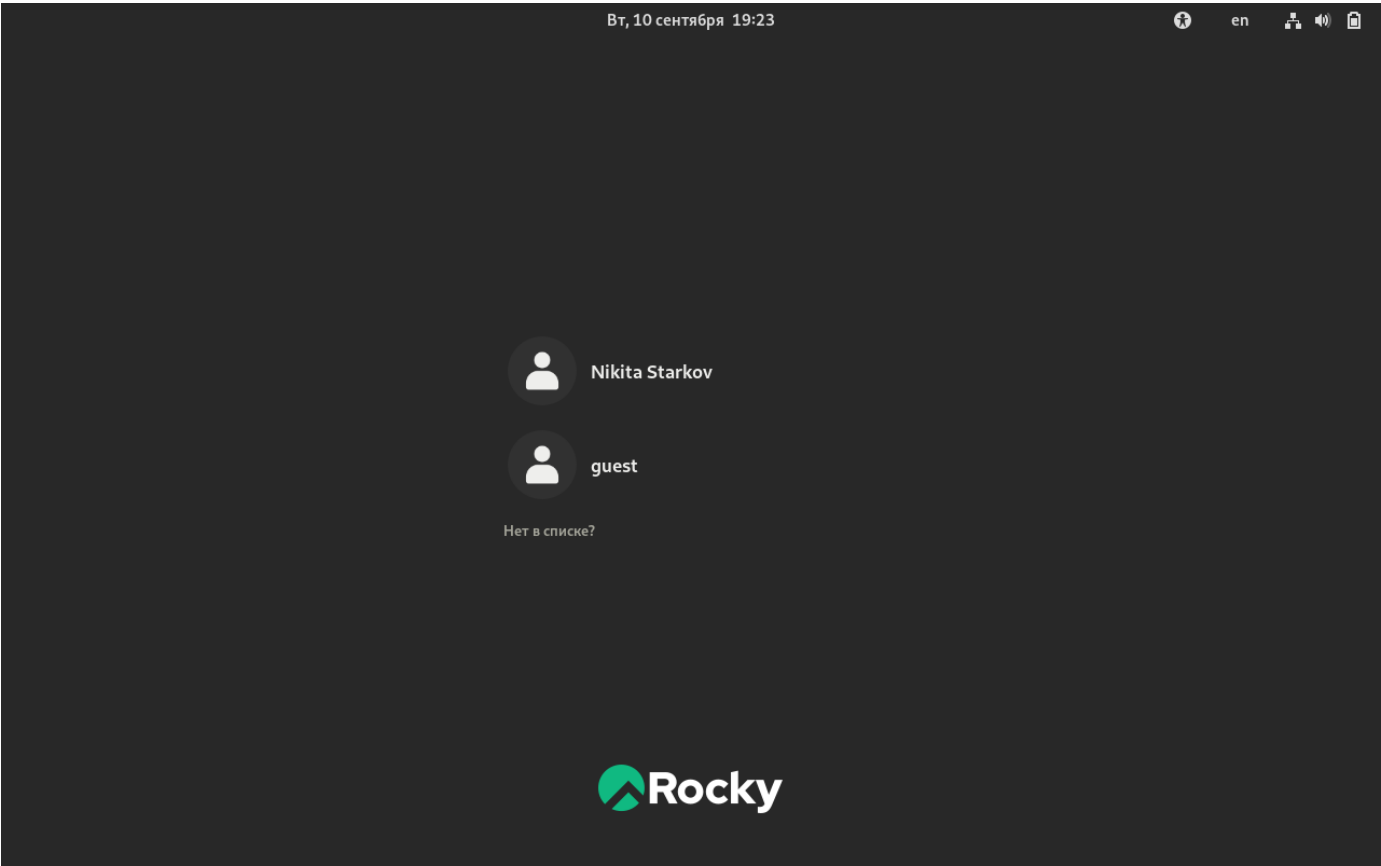 Вт, 10 сентября 19:23
en
Nikita Starkov
guest
Нет в списке?
Rocky